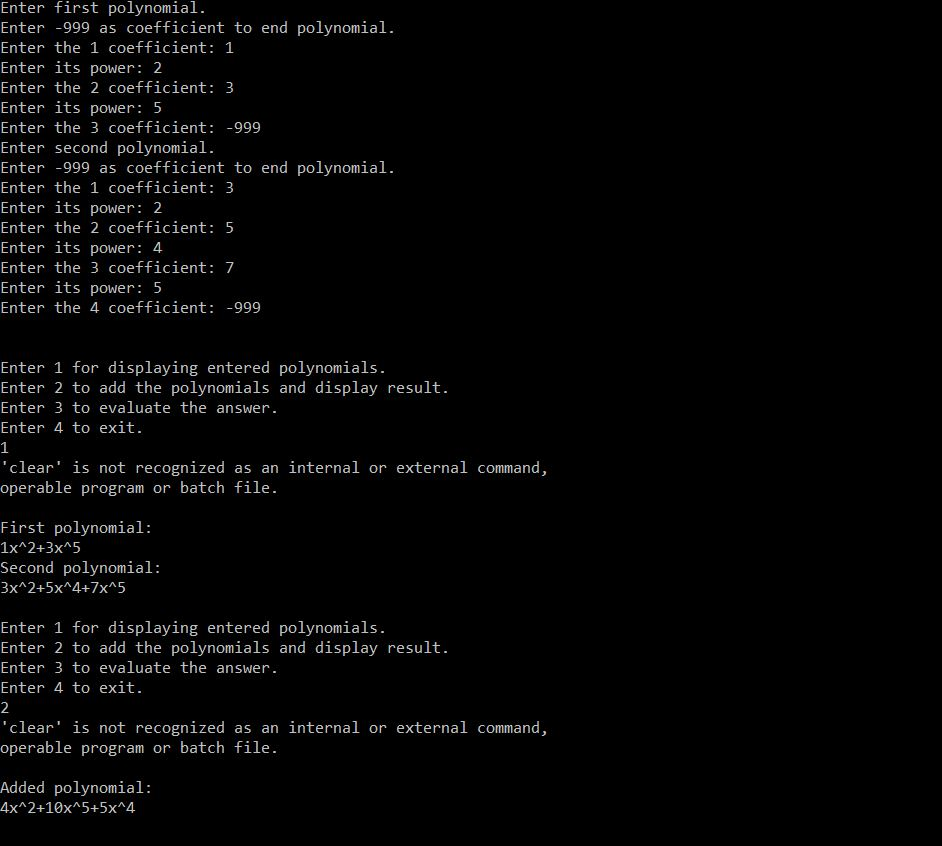 Enter first polynomial.
Enter -999 as coefficient to end polynomial.
Enter the 1 coefficient: 1
Enter its power: 2
Enter the 2 coefficient: 3
Enter its power: 5
Enter the 3 coefficient: -999
Enter second polynomial.
Enter -999 as coefficient to end polynomial.
Enter the 1 coefficient: 3
Enter its power: 2
Enter the 2 coefficient: 5
Enter its power: 4
Enter the 3 coefficient: 7
Enter its power: 5
Enter the 4 coefficient: -999
Enter 1 for displaying entered polynomials.
Enter 2 to add the polynomials and display result.
Enter 3 to evaluate the answer.
Enter 4 to exit.
1
'clear' is not recognized as an internal or external command,
operable program or batch file.
First polynomial:
1x^2+3x^5
Second polynomial:
3x^2+5x^4+7x^5
Enter 1 for displaying entered polynomials.
Enter 2 to add the polynomials and display result.
Enter 3 to evaluate the answer.
Enter 4 to exit.
2
'clear' is not recognized as an internal or external command,
operable program or batch file.
Added polynomial:
4x^2+10x^5+5x^4